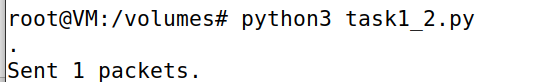 root@VM:/volumes# python3 task1_2.py
.
Sent 1 packets.